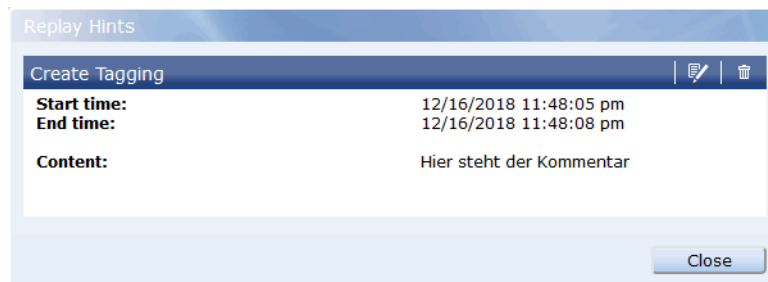 Replay Hints
Create Tagging
Start time: 12/16/2018 11:48:05 pm
End time: 12/16/2018 11:48:08 pm
Content: Hier steht der Kommentar
Close